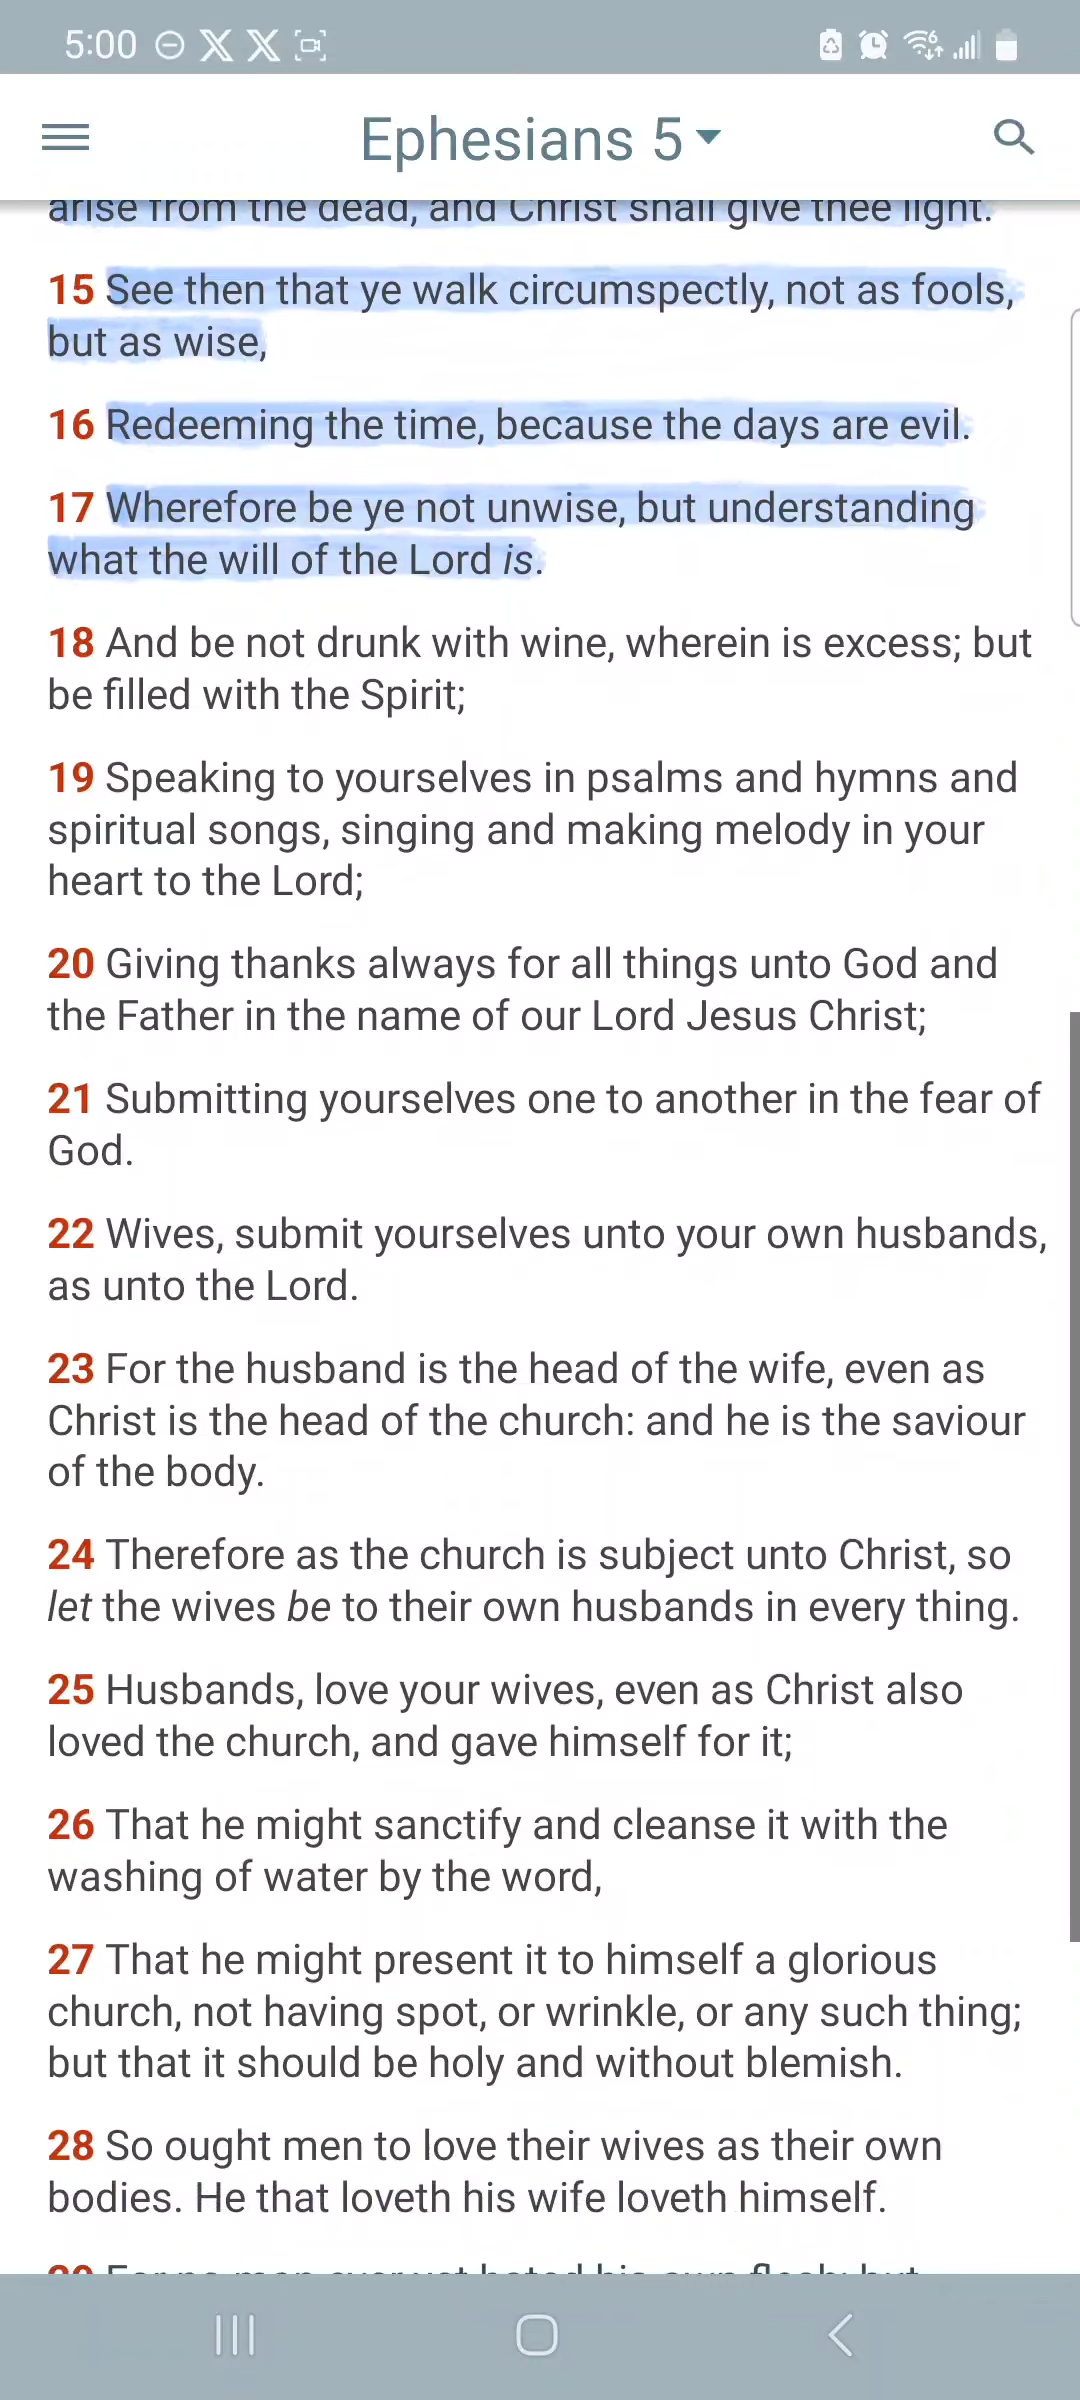 5:00
Ephesians 5
arise from the dead, and Christ shall give thee light.
15 See then that ye walk circumspectly, not as fools,
but as wise,
16 Redeeming the time, because the days are evil.
17 Wherefore be ye not unwise, but understanding
what the will of the Lord is.
18 And be not drunk with wine, wherein is excess; but
be filled with the Spirit;
19 Speaking to yourselves in psalms and hymns and
spiritual songs, singing and making melody in your
heart to the Lord;
20 Giving thanks always for all things unto God and
the Father in the name of our Lord Jesus Christ;
21 Submitting yourselves one to another in the fear of
God.
22 Wives, submit yourselves unto your own husbands,
as unto the Lord.
23 For the husband is the head of the wife, even as
Christ is the head of the church: and he is the saviour
of the body.
24 Therefore as the church is subject unto Christ, so
let the wives be to their own husbands in every thing.
25 Husbands, love your wives, even as Christ also
loved the church, and gave himself for it;
26 That he might sanctify and cleanse it with the
washing of water by the word,
27 That he might present it to himself a glorious
church, not having spot, or wrinkle, or any such thing;
but that it should be holy and without blemish.
28 So ought men to love their wives as their own
bodies. He that loveth his wife loveth himself.
29 For no man ever yet hated his own flesh; but